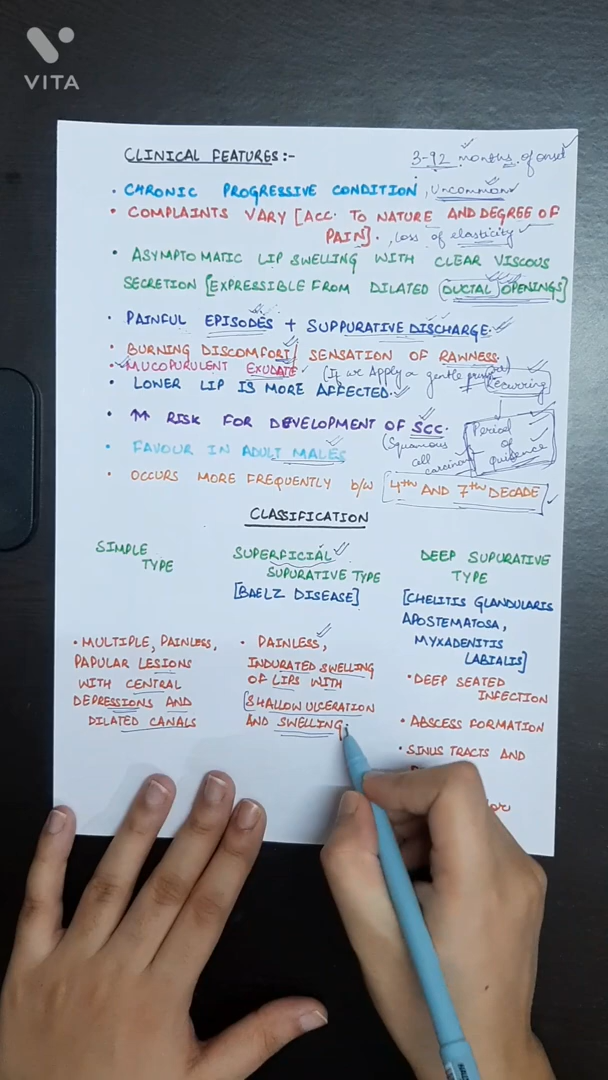 VITA
CLINICAL FEATURES:-
3-92 months of onset
• CHRONIC PROGRESSIVE CONDITION, Uncommon
• COMPLAINTS VARY [ACC. TO NATURE AND DEGREE OF
PAIN]. , Loss of elasticity
• ASYMPTOMATIC LIP SWELLING WITH CLEAR VISCOUS
SECRETION [EXPRESSIBLE FROM DILATED (DUCTAL) OPENINGS]
• PAINFUL EPISODES + SUPPURATIVE DISCHARGE.
• BURNING DISCOMFORT/ SENSATION OF RAWNESS.
• MUCOPURULENT EXUDATE (If we Apply a gentle
• LOWER LIP IS MORE AFFECTED. Recurring
• ↑↑ RISK FOR DEVELOPMENT OF SCC.
(Squamous
cell
carcinoma
Period
of
quisence
• FAVOUR IN ADULT MALES
• OCCURS MORE FREQUENTLY b/w 4th AND 7th DECADE
CLASSIFICATION
SIMPLE
TYPE
SUPERFICIAL
SUPURATIVE TYPE
[BAELZ DISEASE]
DEEP SUPURATIVE
TYPE
[CHELITIS GLANDULARIS
APOSTEMATOSA,
MYXADENITIS
LABIALIS]
• MULTIPLE, PAINLESS,
PAPULAR LESIONS
WITH CENTRAL
DEPRESSIONS AND
DILATED CANALS
• PAINLESS,
INDURATED SWELLING
OF LIPS WITH
[SHALLOW ULCERATION
AND SWELLING.
• DEEP SEATED
INFECTION
• ABSCESS FORMATION
• SINUS TRACTS AND